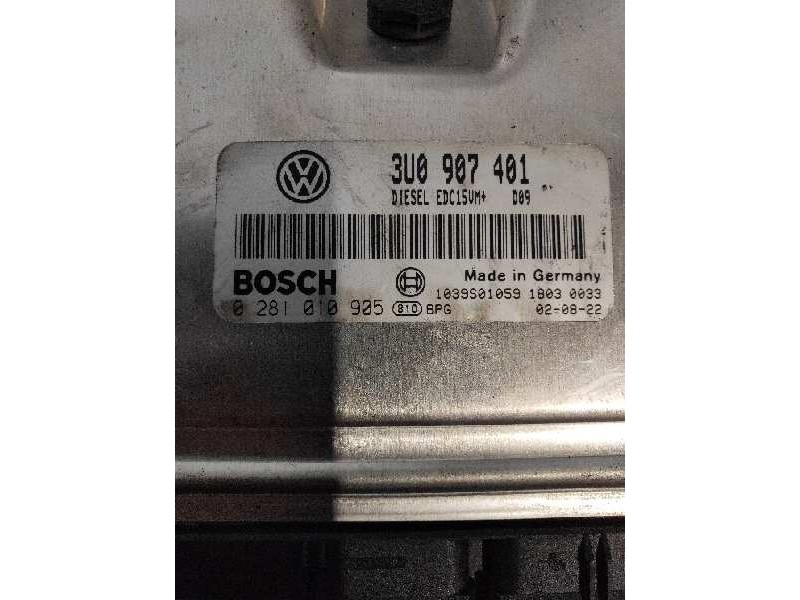 3U0 907 401
DIESEL EDC15VM+ D09
BOSCH
Made in Germany
1039S01059 1803 0033
0 281 010 905 810 BPG 02-08-22